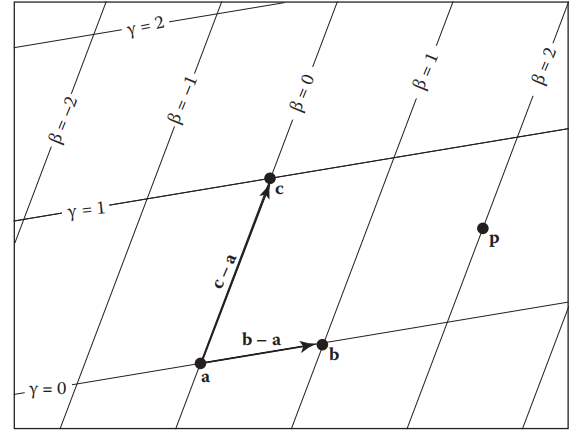 γ = 2
β = −2
β = −1
β = 0
β = 1
β = 2
c
γ = 1
p
c − a
b − a
b
a
γ = 0